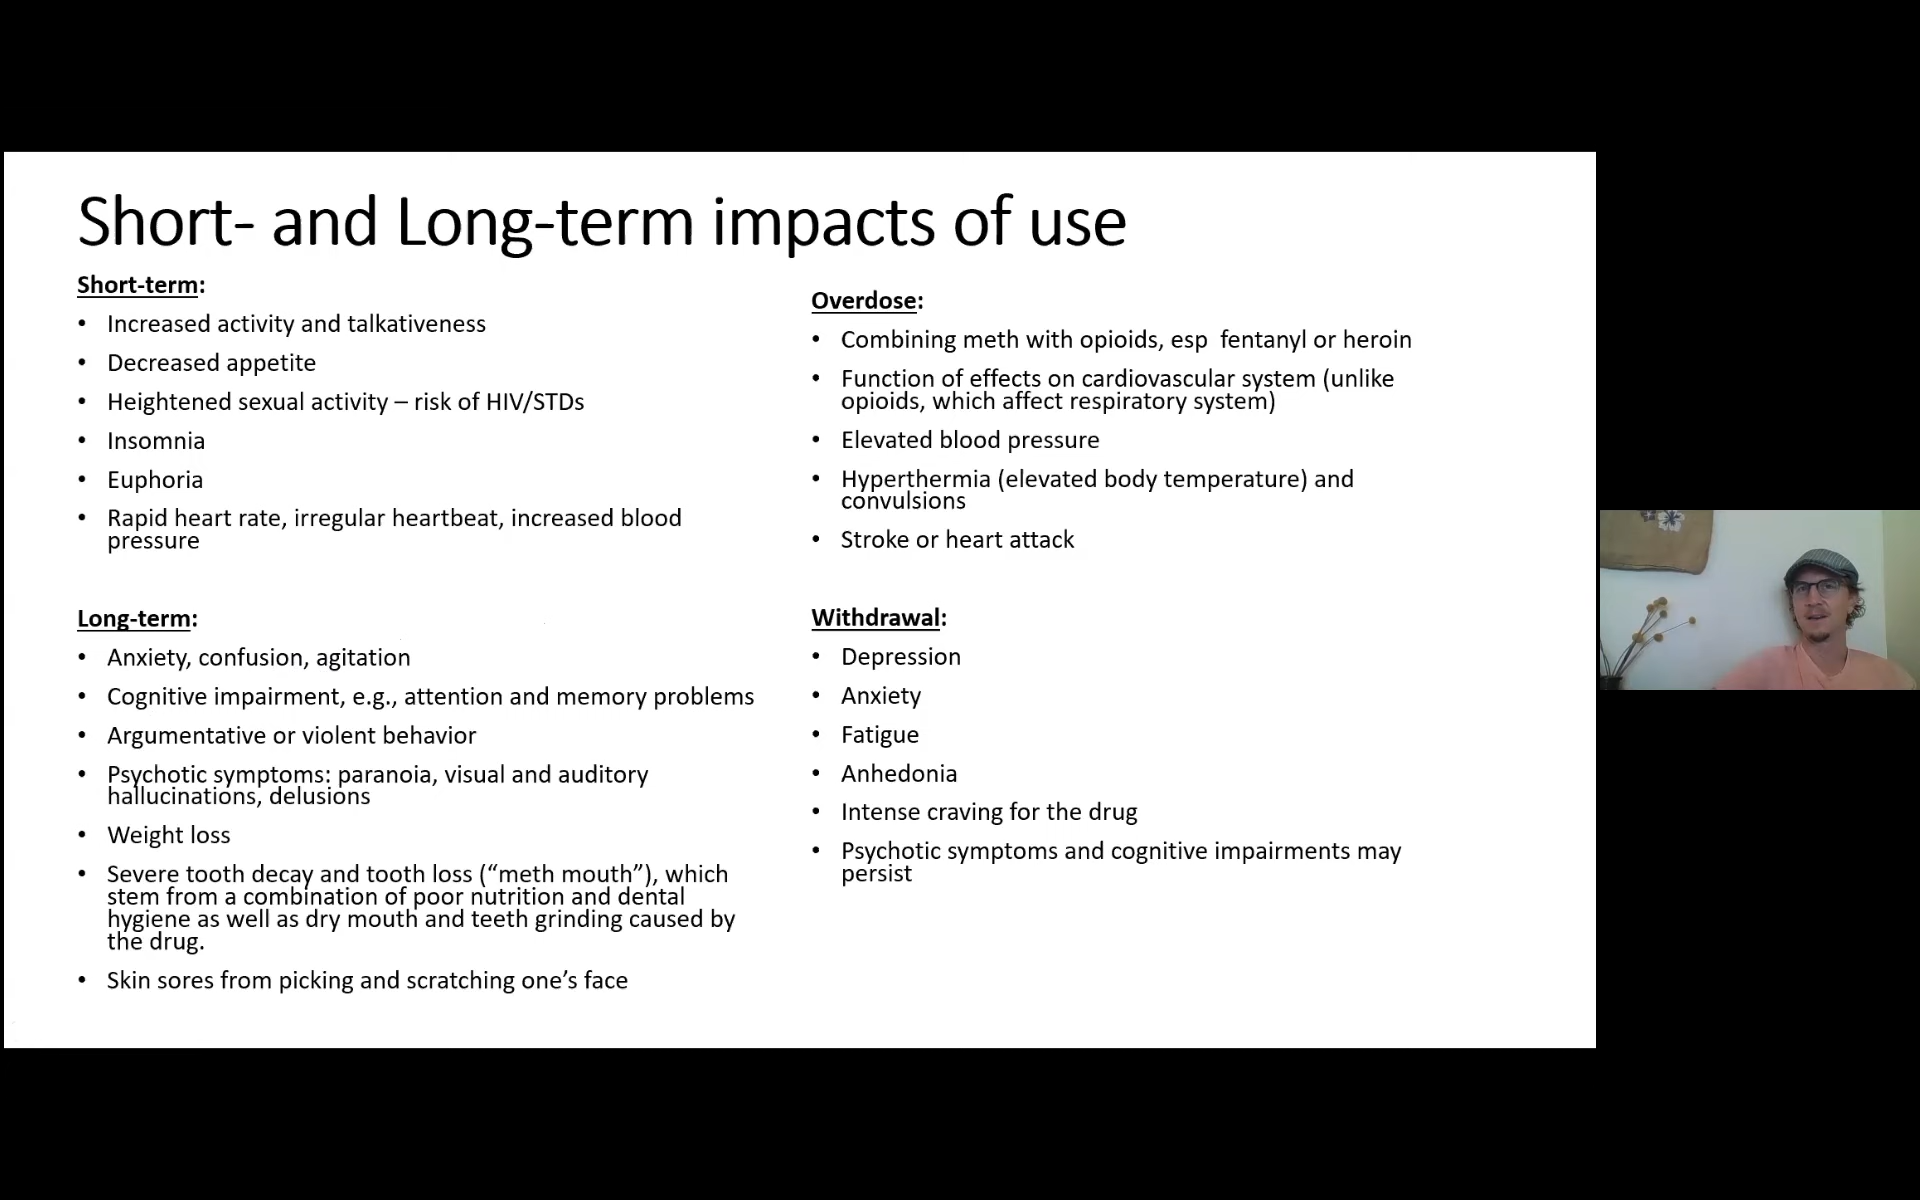 Short- and Long-term impacts of use
Short-term:
• Increased activity and talkativeness
• Decreased appetite
• Heightened sexual activity – risk of HIV/STDs
• Insomnia
• Euphoria
• Rapid heart rate, irregular heartbeat, increased blood
pressure
Long-term:
• Anxiety, confusion, agitation
• Cognitive impairment, e.g., attention and memory problems
• Argumentative or violent behavior
• Psychotic symptoms: paranoia, visual and auditory
hallucinations, delusions
• Weight loss
• Severe tooth decay and tooth loss (“meth mouth”), which
stem from a combination of poor nutrition and dental
hygiene as well as dry mouth and teeth grinding caused by
the drug.
• Skin sores from picking and scratching one’s face
Overdose:
• Combining meth with opioids, esp  fentanyl or heroin
• Function of effects on cardiovascular system (unlike
opioids, which affect respiratory system)
• Elevated blood pressure
• Hyperthermia (elevated body temperature) and
convulsions
• Stroke or heart attack
Withdrawal:
• Depression
• Anxiety
• Fatigue
• Anhedonia
• Intense craving for the drug
• Psychotic symptoms and cognitive impairments may
persist